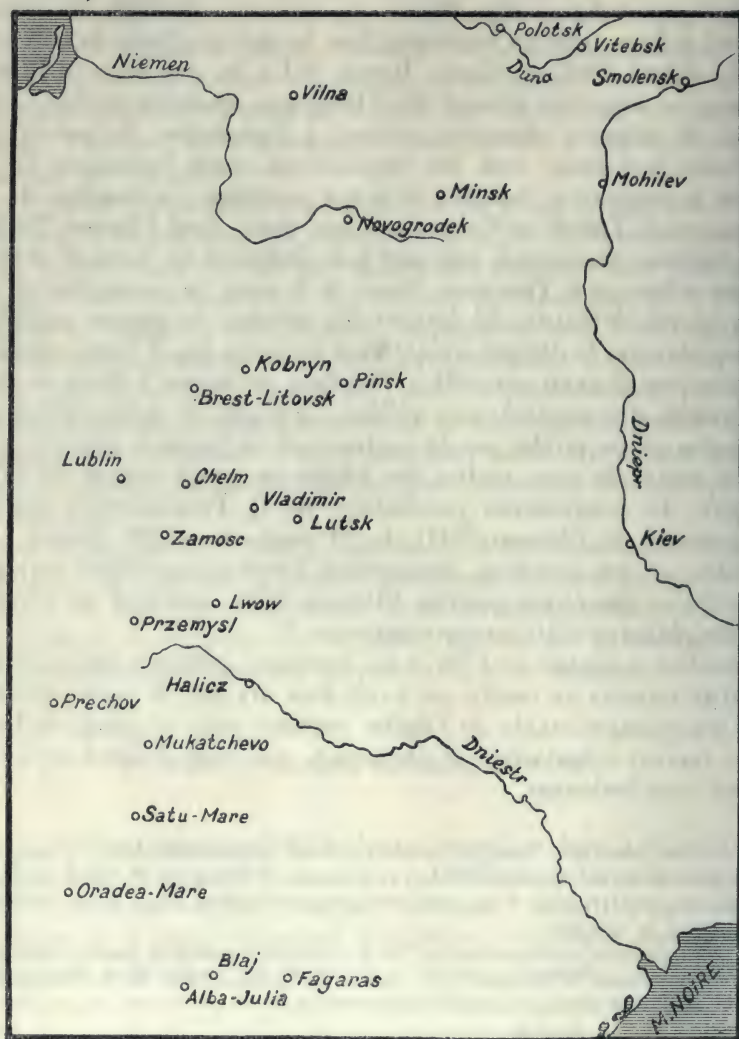 Polotsk
Vitebsk
Duna
Smolensk
Niemen
Vilna
Minsk
Mohilev
Novogrodek
Kobryn
Pinsk
Brest-Litovsk
Dniepr
Lublin
Chelm
Vladimir
Lutsk
Zamosc
Kiev
Lwow
Przemysl
Halicz
Prechov
Mukatchevo
Dniestr
Satu-Mare
Oradea-Mare
Blaj
Fagaras
Alba-Julia
M. NOIRE